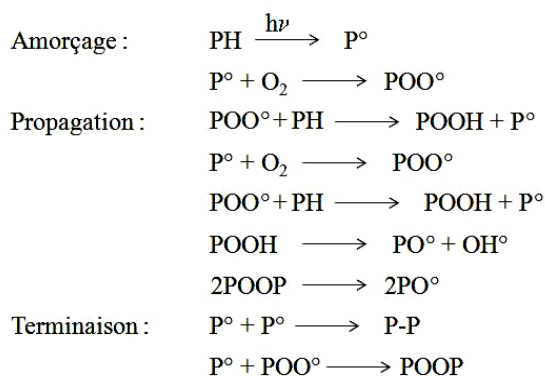 hν
Amorçage : PH ⟶ P°
P° + O₂ ⟶ POO°
Propagation : POO° + PH ⟶ POOH + P°
P° + O₂ ⟶ POO°
POO° + PH ⟶ POOH + P°
POOH ⟶ PO° + OH°
2POOP ⟶ 2PO°
Terminaison : P° + P° ⟶ P-P
P° + POO° ⟶ POOP